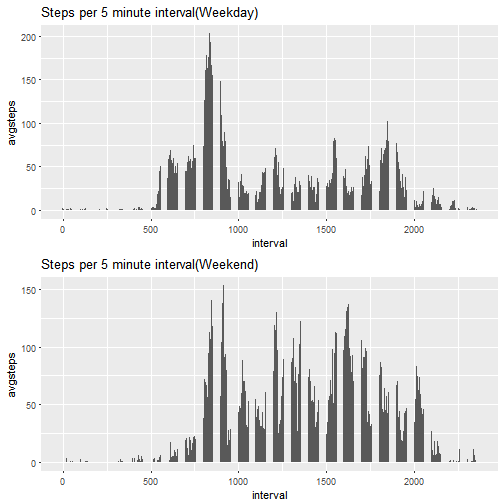 Steps per 5 minute interval(Weekday)
200
150
100
50
0
avgsteps
0 500 1000 1500 2000
interval
Steps per 5 minute interval(Weekend)
150
100
50
0
avgsteps
0 500 1000 1500 2000
interval